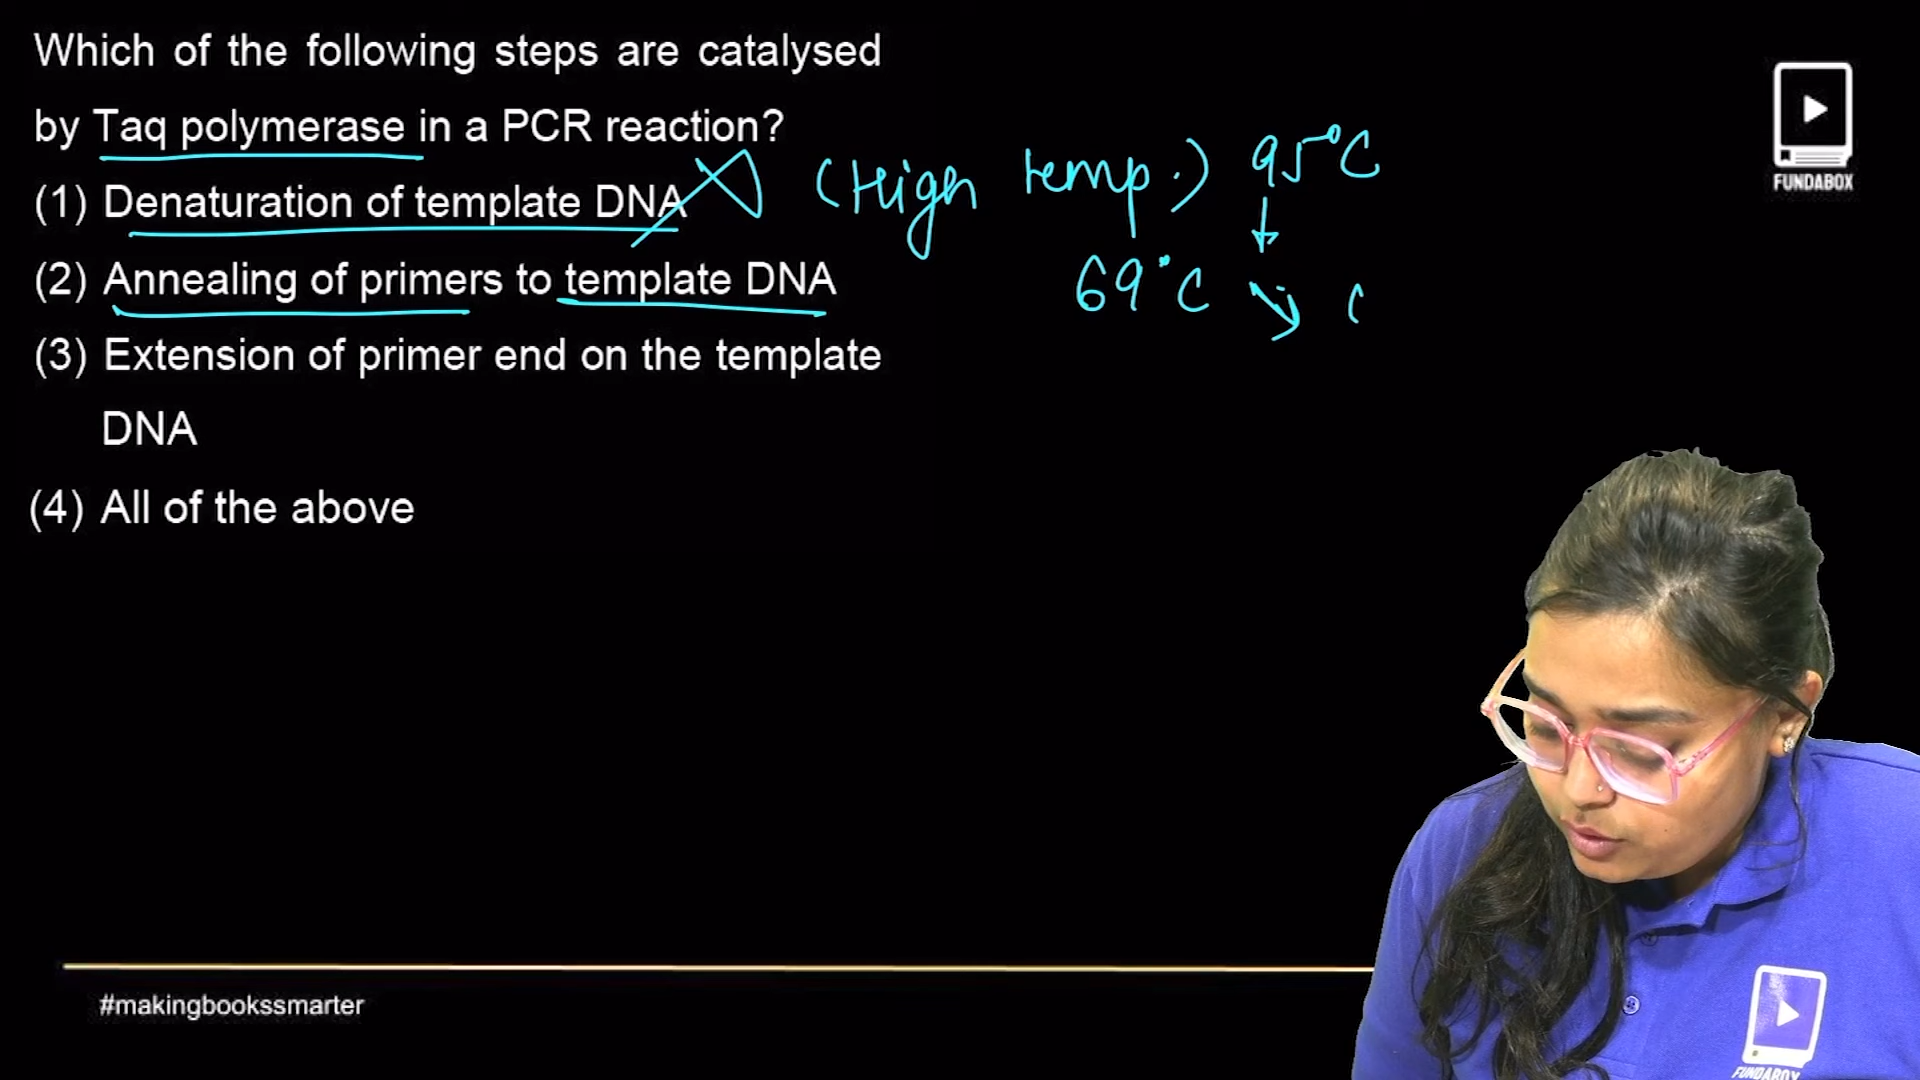 Which of the following steps are catalysed
by Taq polymerase in a PCR reaction?
(1) Denaturation of template DNA
(High temp.) 95°C
(2) Annealing of primers to template DNA
69°C
(3) Extension of primer end on the template
DNA
(4) All of the above
FUNDABOX
#makingbookssmarter
FUNDABOX